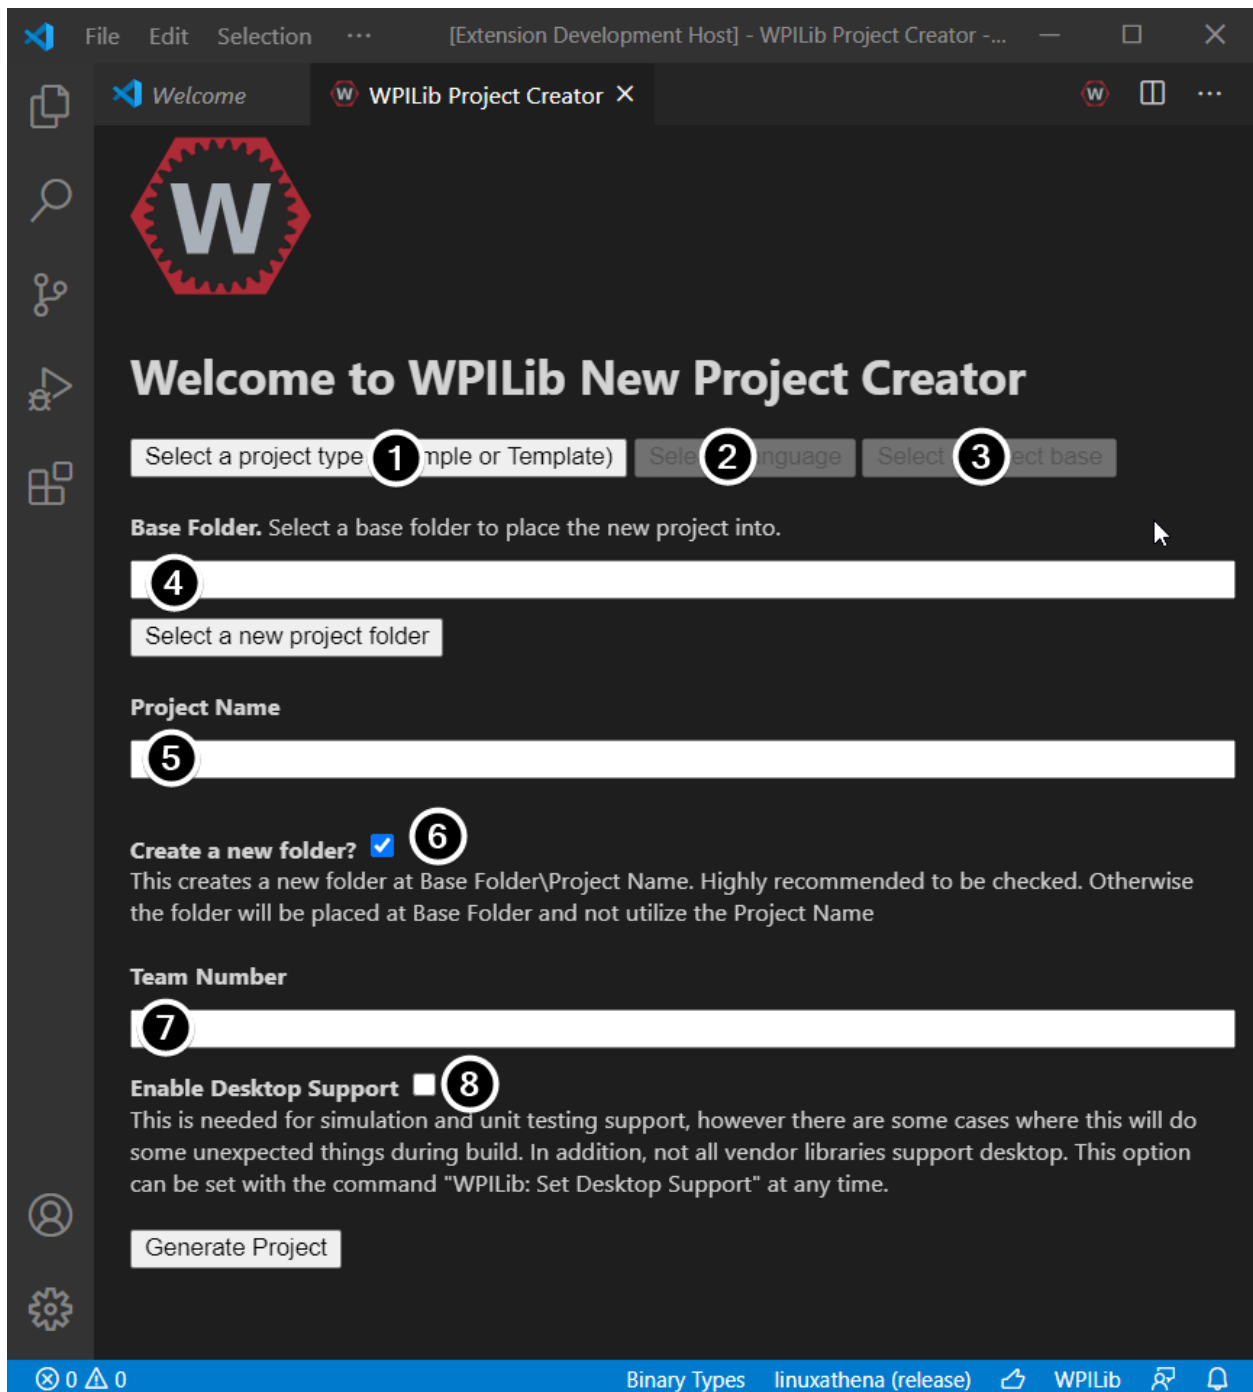 File Edit Selection ··· [Extension Development Host] - WPILib Project Creator -...
Welcome WPILib Project Creator W ···
W
Welcome to WPILib New Project Creator
Select a project type 1 mple or Template) Sele 2 nguage Select 3 ect base
Base Folder. Select a base folder to place the new project into.
4
Select a new project folder
Project Name
5
Create a new folder? 6
This creates a new folder at Base Folder\Project Name. Highly recommended to be checked. Otherwise
the folder will be placed at Base Folder and not utilize the Project Name
Team Number
7
Enable Desktop Support 8
This is needed for simulation and unit testing support, however there are some cases where this will do
some unexpected things during build. In addition, not all vendor libraries support desktop. This option
can be set with the command "WPILib: Set Desktop Support" at any time.
Generate Project
0 0 Binary Types linuxathena (release) WPILib